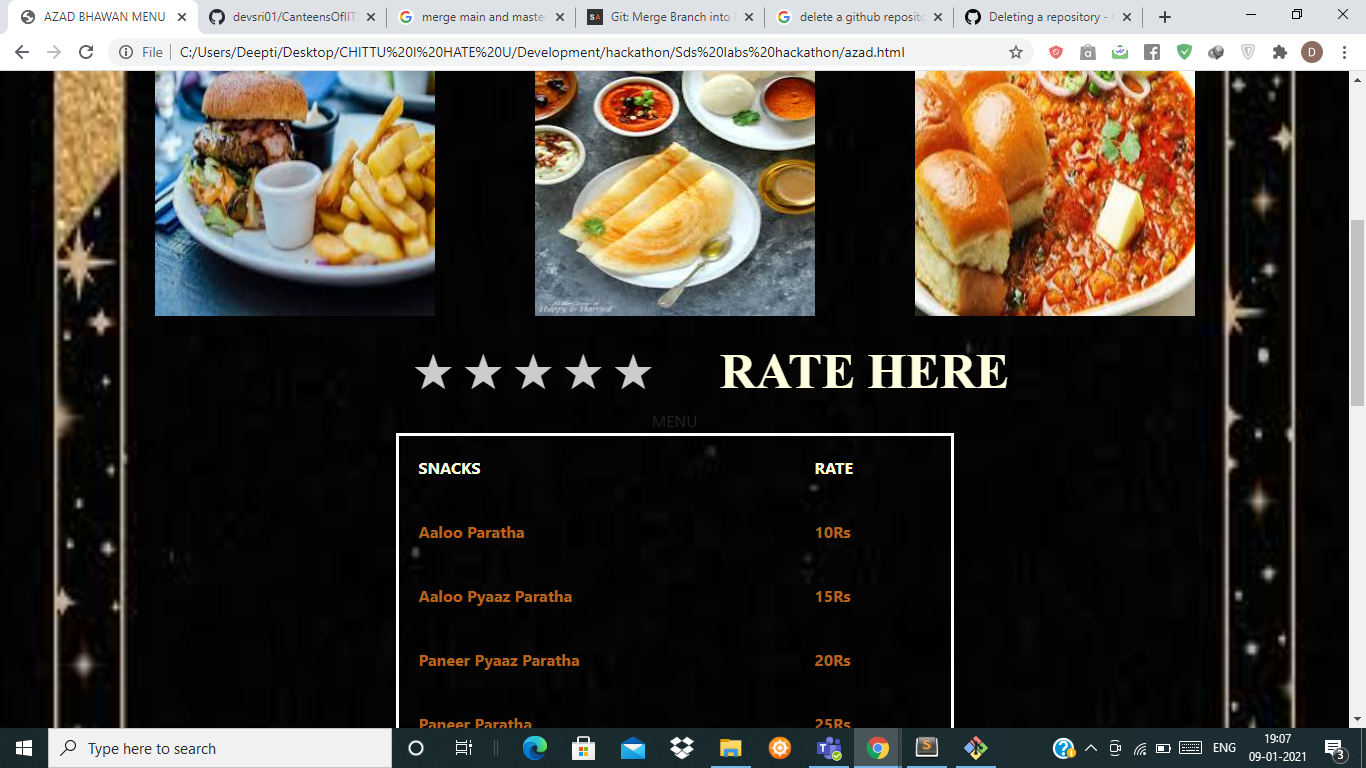 AZAD BHAWAN MENU
devsri01/CanteensOfIIT
merge main and maste
Git: Merge Branch into
delete a github reposito
Deleting a repository -
File
C:/Users/Deepti/Desktop/CHITTU%20I%20HATE%20U/Development/hackathon/Sds%20labs%20hackathon/azad.html
D
RATE HERE
MENU
SNACKS RATE
Aaloo Paratha 10Rs
Aaloo Pyaaz Paratha 15Rs
Paneer Pyaaz Paratha 20Rs
Paneer Paratha 25Rs
Type here to search
ENG
19:07
09-01-2021
3